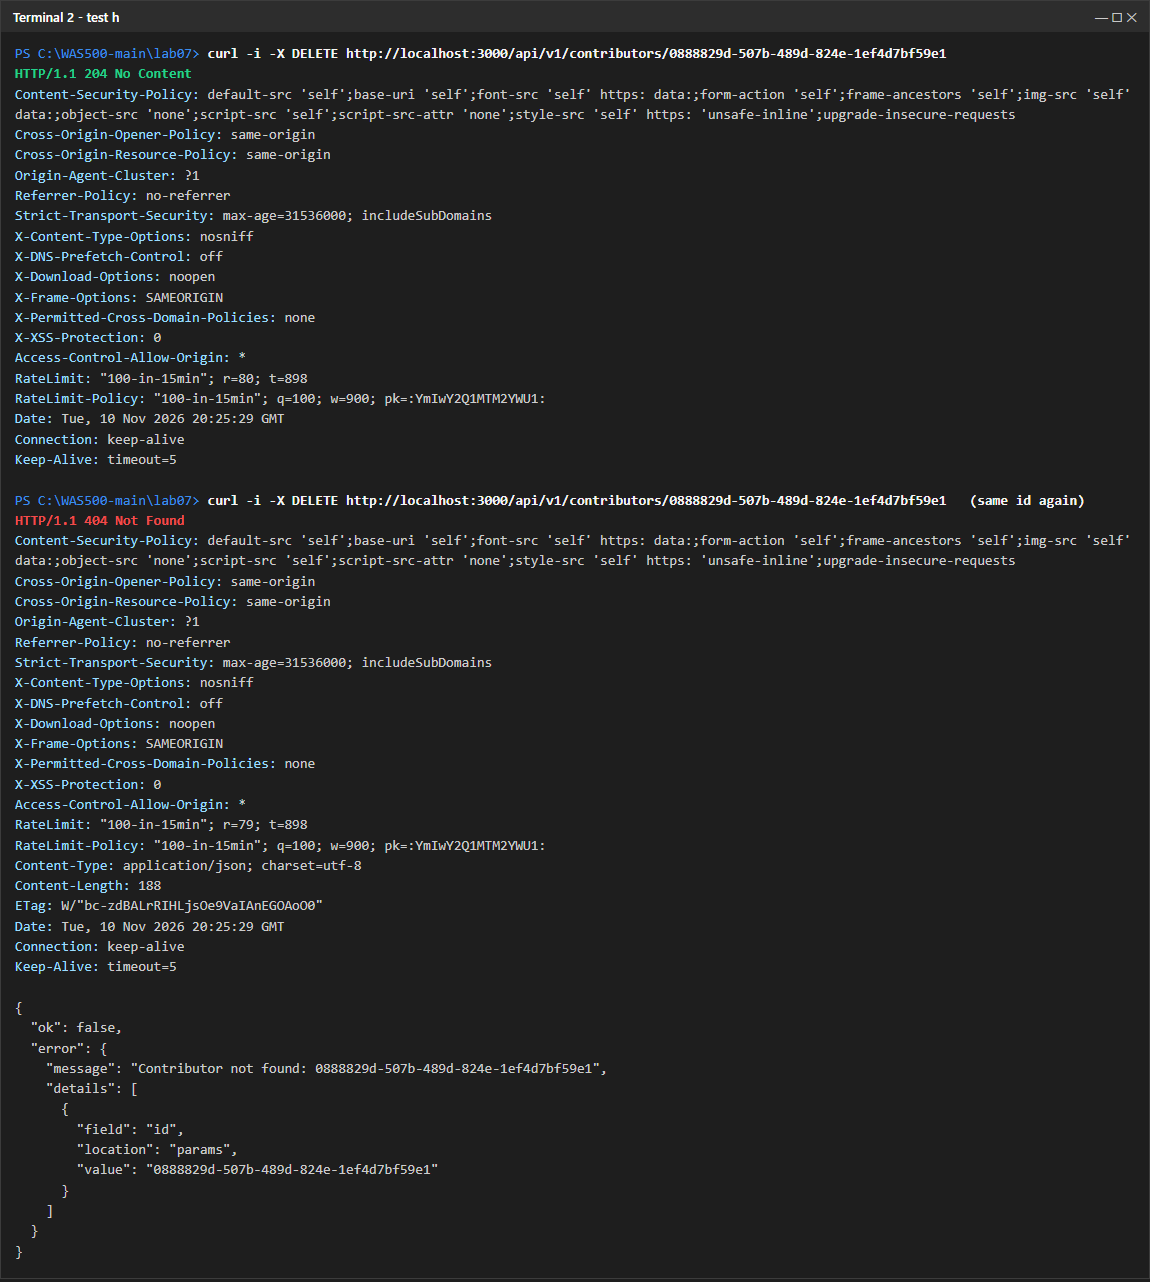 Terminal 2 - test h
PS C:\WAS500-main\lab07> curl -i -X DELETE http://localhost:3000/api/v1/contributors/0888829d-507b-489d-824e-1ef4d7bf59e1
HTTP/1.1 204 No Content
Content-Security-Policy: default-src 'self';base-uri 'self';font-src 'self' https: data:;form-action 'self';frame-ancestors 'self';img-src 'self'
data:;object-src 'none';script-src 'self';script-src-attr 'none';style-src 'self' https: 'unsafe-inline';upgrade-insecure-requests
Cross-Origin-Opener-Policy: same-origin
Cross-Origin-Resource-Policy: same-origin
Origin-Agent-Cluster: ?1
Referrer-Policy: no-referrer
Strict-Transport-Security: max-age=31536000; includeSubDomains
X-Content-Type-Options: nosniff
X-DNS-Prefetch-Control: off
X-Download-Options: noopen
X-Frame-Options: SAMEORIGIN
X-Permitted-Cross-Domain-Policies: none
X-XSS-Protection: 0
Access-Control-Allow-Origin: *
RateLimit: "100-in-15min"; r=80; t=898
RateLimit-Policy: "100-in-15min"; q=100; w=900; pk=:YmIwY2Q1MTM2YWU1:
Date: Tue, 10 Nov 2026 20:25:29 GMT
Connection: keep-alive
Keep-Alive: timeout=5
PS C:\WAS500-main\lab07> curl -i -X DELETE http://localhost:3000/api/v1/contributors/0888829d-507b-489d-824e-1ef4d7bf59e1   (same id again)
HTTP/1.1 404 Not Found
Content-Security-Policy: default-src 'self';base-uri 'self';font-src 'self' https: data:;form-action 'self';frame-ancestors 'self';img-src 'self'
data:;object-src 'none';script-src 'self';script-src-attr 'none';style-src 'self' https: 'unsafe-inline';upgrade-insecure-requests
Cross-Origin-Opener-Policy: same-origin
Cross-Origin-Resource-Policy: same-origin
Origin-Agent-Cluster: ?1
Referrer-Policy: no-referrer
Strict-Transport-Security: max-age=31536000; includeSubDomains
X-Content-Type-Options: nosniff
X-DNS-Prefetch-Control: off
X-Download-Options: noopen
X-Frame-Options: SAMEORIGIN
X-Permitted-Cross-Domain-Policies: none
X-XSS-Protection: 0
Access-Control-Allow-Origin: *
RateLimit: "100-in-15min"; r=79; t=898
RateLimit-Policy: "100-in-15min"; q=100; w=900; pk=:YmIwY2Q1MTM2YWU1:
Content-Type: application/json; charset=utf-8
Content-Length: 188
ETag: W/"bc-zdBALrRIHLjsOe9VaIAnEGOAoO0"
Date: Tue, 10 Nov 2026 20:25:29 GMT
Connection: keep-alive
Keep-Alive: timeout=5
{
  "ok": false,
  "error": {
    "message": "Contributor not found: 0888829d-507b-489d-824e-1ef4d7bf59e1",
    "details": [
      {
        "field": "id",
        "location": "params",
        "value": "0888829d-507b-489d-824e-1ef4d7bf59e1"
      }
    ]
  }
}